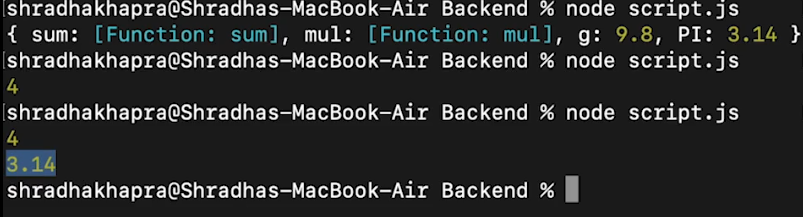 shradhakhapra@Shradhas-MacBook-Air Backend % node script.js
{ sum: [Function: sum], mul: [Function: mul], g: 9.8, PI: 3.14 }
shradhakhapra@Shradhas-MacBook-Air Backend % node script.js
4
shradhakhapra@Shradhas-MacBook-Air Backend % node script.js
4
3.14
shradhakhapra@Shradhas-MacBook-Air Backend %